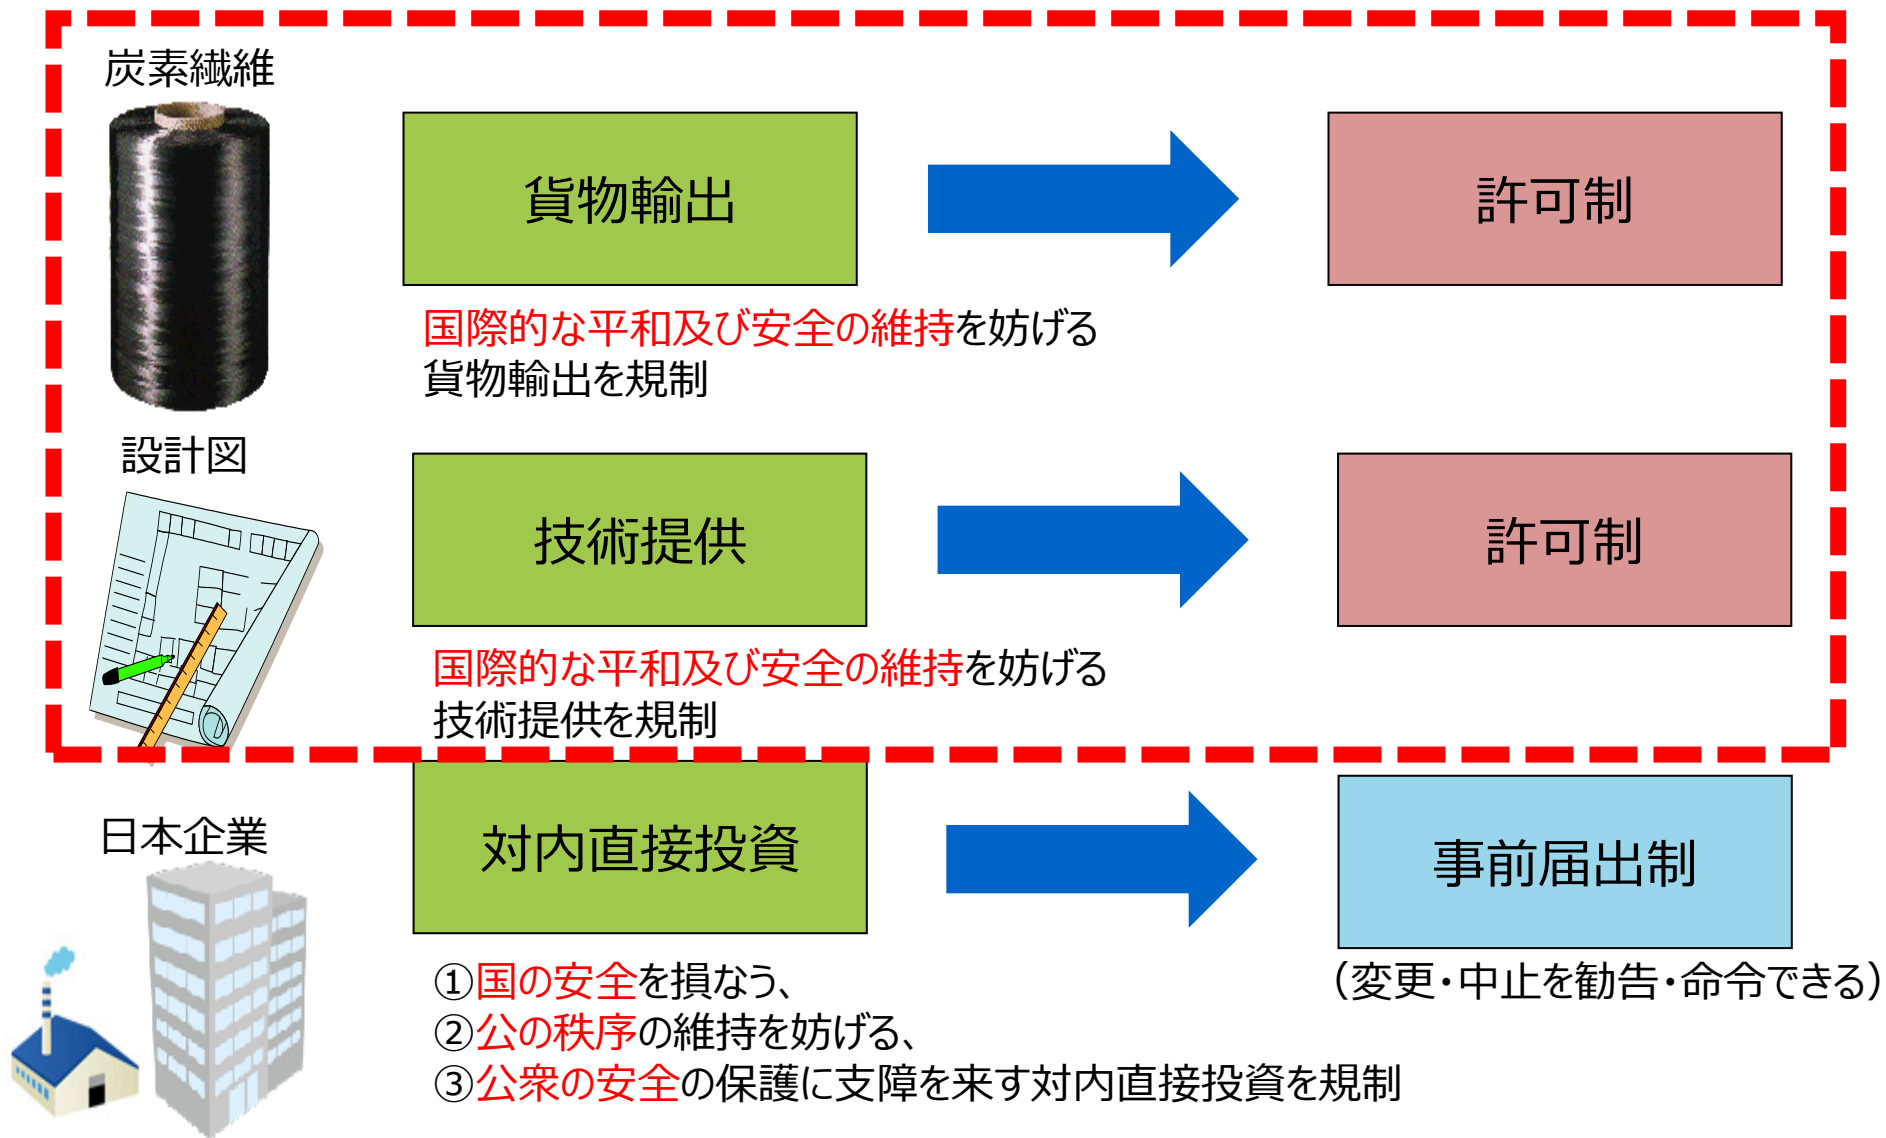 炭素繊維
貨物輸出
許可制
国際的な平和及び安全の維持を妨げる
貨物輸出を規制
設計図
技術提供
許可制
国際的な平和及び安全の維持を妨げる
技術提供を規制
日本企業
対内直接投資
事前届出制
①国の安全を損なう、
②公の秩序の維持を妨げる、
③公衆の安全の保護に支障を来す対内直接投資を規制
（変更・中止を勧告・命令できる）